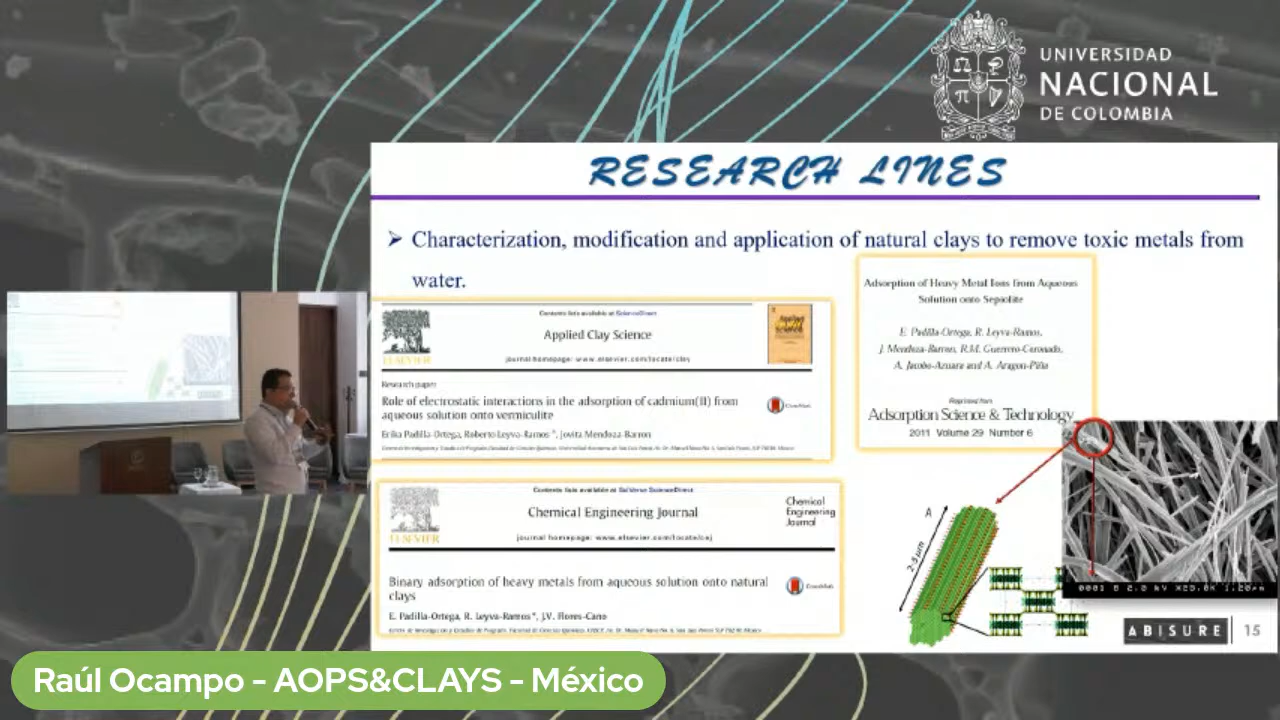 UNIVERSIDAD
NACIONAL
DE COLOMBIA
RESEARCH LINES
➢ Characterization, modification and application of natural clays to remove toxic metals from
water.
Contents lists available at ScienceDirect
Applied Clay Science
journal homepage: www.elsevier.com/locate/clay
ELSEVIER
Research paper
Role of electrostatic interactions in the adsorption of cadmium(II) from
aqueous solution onto vermiculite
CrossMark
Erika Padilla-Ortega, Roberto Leyva-Ramos *, Jovita Mendoza-Barron
Adsorption of Heavy Metal Ions from Aqueous
Solution onto Sepiolite
E. Padilla-Ortega, R. Leyva-Ramos,
J. Mendoza-Barron, R.M. Guerrero-Coronado,
A. Jacobo-Azuara and A. Aragon-Piña
Reprinted from
Adsorption Science & Technology
2011 Volume 29 Number 6
Contents lists available at SciVerse ScienceDirect
Chemical Engineering Journal
journal homepage: www.elsevier.com/locate/cej
ELSEVIER
Chemical
Engineering
Journal
Binary adsorption of heavy metals from aqueous solution onto natural
clays
CrossMark
E. Padilla-Ortega, R. Leyva-Ramos *, J.V. Flores-Cano
A
2-5 µm
ABISURE
15
Raúl Ocampo - AOPS&CLAYS - México